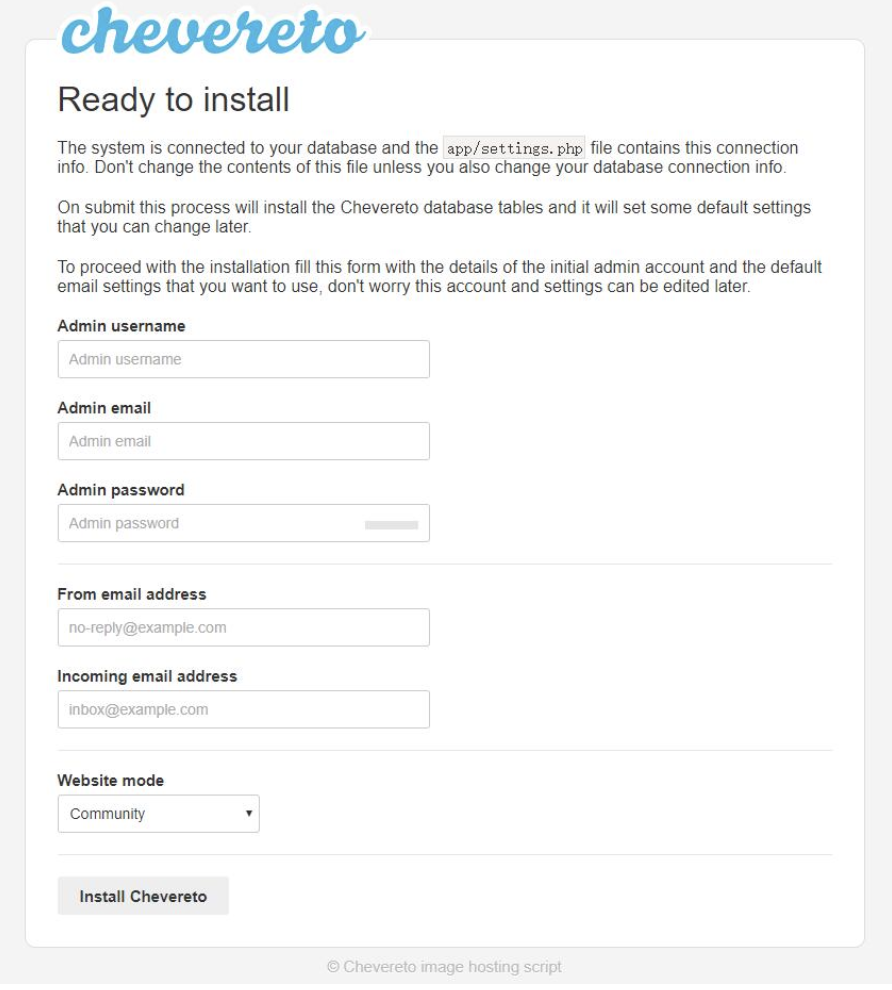 chevereto
Ready to install
The system is connected to your database and the app/settings.php file contains this connection
info. Don't change the contents of this file unless you also change your database connection info.
On submit this process will install the Chevereto database tables and it will set some default settings
that you can change later.
To proceed with the installation fill this form with the details of the initial admin account and the default
email settings that you want to use, don't worry this account and settings can be edited later.
Admin username
Admin username
Admin email
Admin email
Admin password
Admin password
From email address
no-reply@example.com
Incoming email address
inbox@example.com
Website mode
Community
Install Chevereto
© Chevereto image hosting script